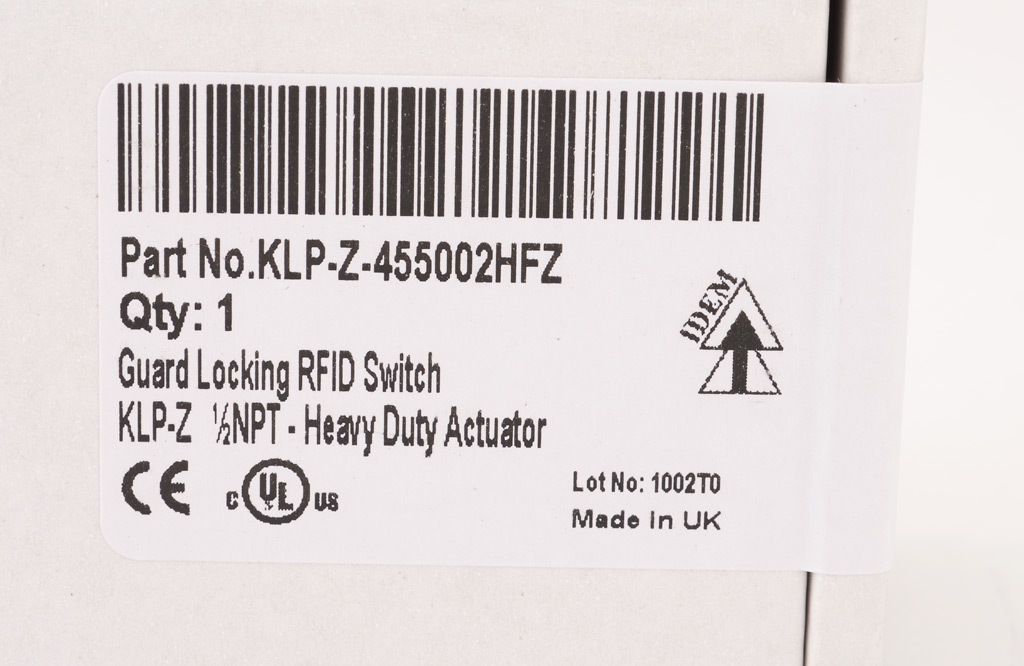 Part No.KLP-Z-455002HFZ
Qty: 1
IDEM
Guard Locking RFID Switch
KLP-Z ½NPT - Heavy Duty Actuator
CE
c UL us
Lot No: 1002T0
Made in UK